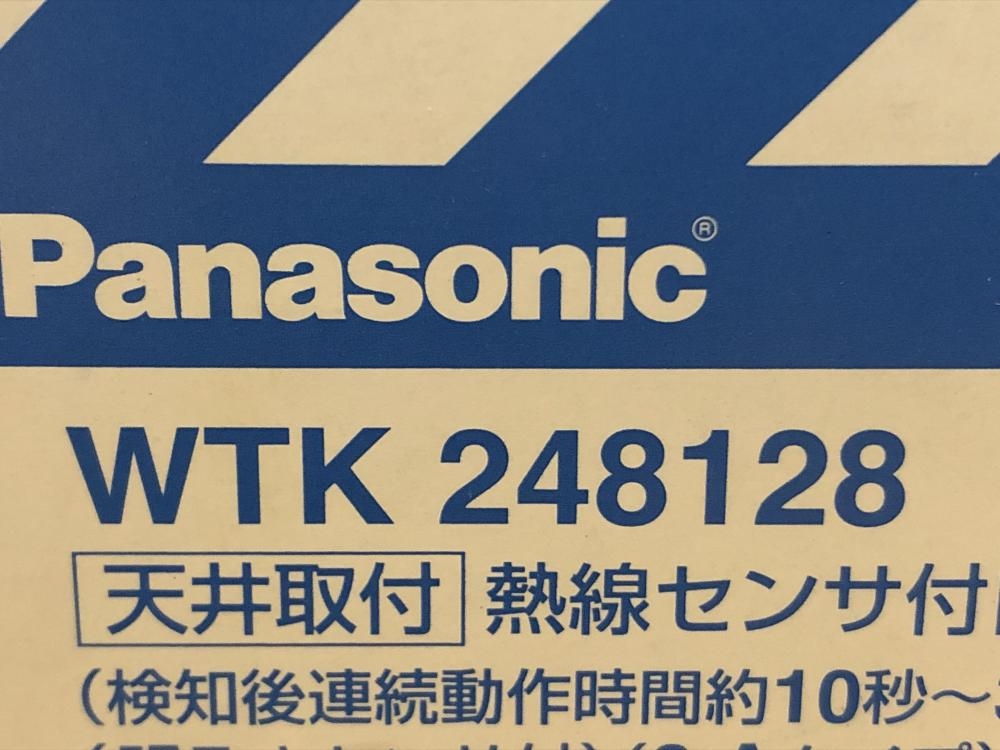 Panasonic®
WTK 248128
天井取付 熱線センサ付
(検知後連続動作時間約10秒～